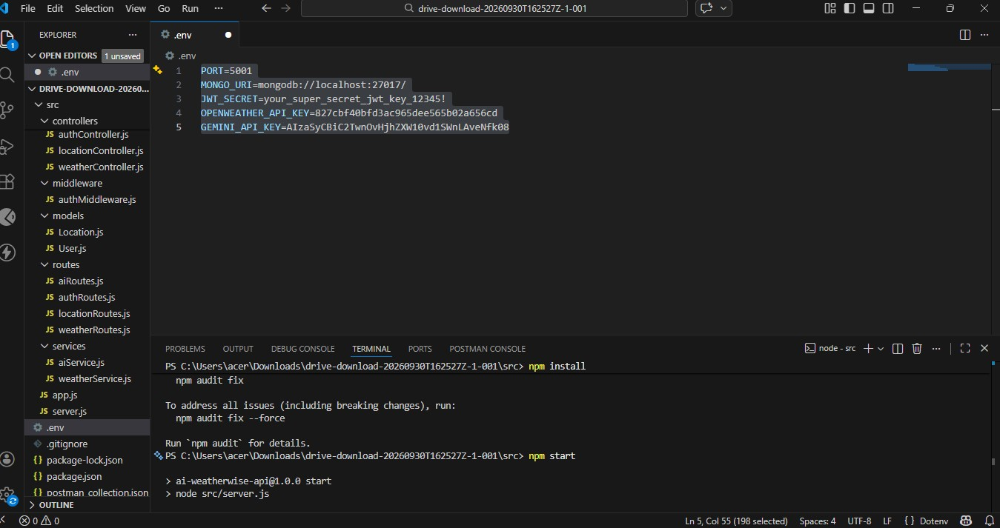 File Edit Selection View Go Run ···
drive-download-20260930T162527Z-1-001
EXPLORER ···
1
OPEN EDITORS 1 unsaved
.env
DRIVE-DOWNLOAD-20260...
src
controllers
JS authController.js
JS locationController.js
JS weatherController.js
middleware
JS authMiddleware.js
models
JS Location.js
JS User.js
routes
JS aiRoutes.js
JS authRoutes.js
JS locationRoutes.js
JS weatherRoutes.js
services
JS aiService.js
JS weatherService.js
JS app.js
JS server.js
.env
.gitignore
{} package-lock.json
{} package.json
{} postman_collection.json
OUTLINE
.env
.env
1 PORT=5001
2 MONGO_URI=mongodb://localhost:27017/
3 JWT_SECRET=your_super_secret_jwt_key_12345!
4 OPENWEATHER_API_KEY=827cbf40bfd3ac965dee565b02a656cd
5 GEMINI_API_KEY=AIzaSyCBiC2TwnOvHjhZXW10vd1SWnLAveNfk08
PROBLEMS OUTPUT DEBUG CONSOLE TERMINAL PORTS POSTMAN CONSOLE
node - src
PS C:\Users\acer\Downloads\drive-download-20260930T162527Z-1-001\src> npm install
npm audit fix
To address all issues (including breaking changes), run:
npm audit fix --force
Run `npm audit` for details.
PS C:\Users\acer\Downloads\drive-download-20260930T162527Z-1-001\src> npm start
> ai-weatherwise-api@1.0.0 start
> node src/server.js
0 0
Ln 5, Col 55 (198 selected) Spaces: 4 UTF-8 LF {} Dotenv